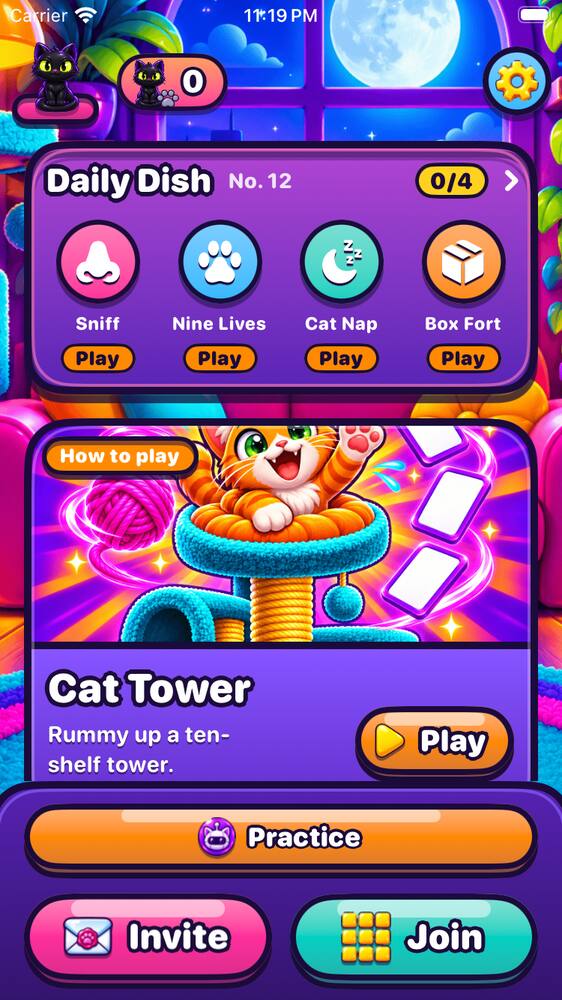 Carrier 11:19 PM
0
Daily Dish No. 12 0/4
Sniff Nine Lives Cat Nap Box Fort
Play Play Play Play
How to play
Cat Tower
Rummy up a ten-
shelf tower.
Play
Practice
Invite Join